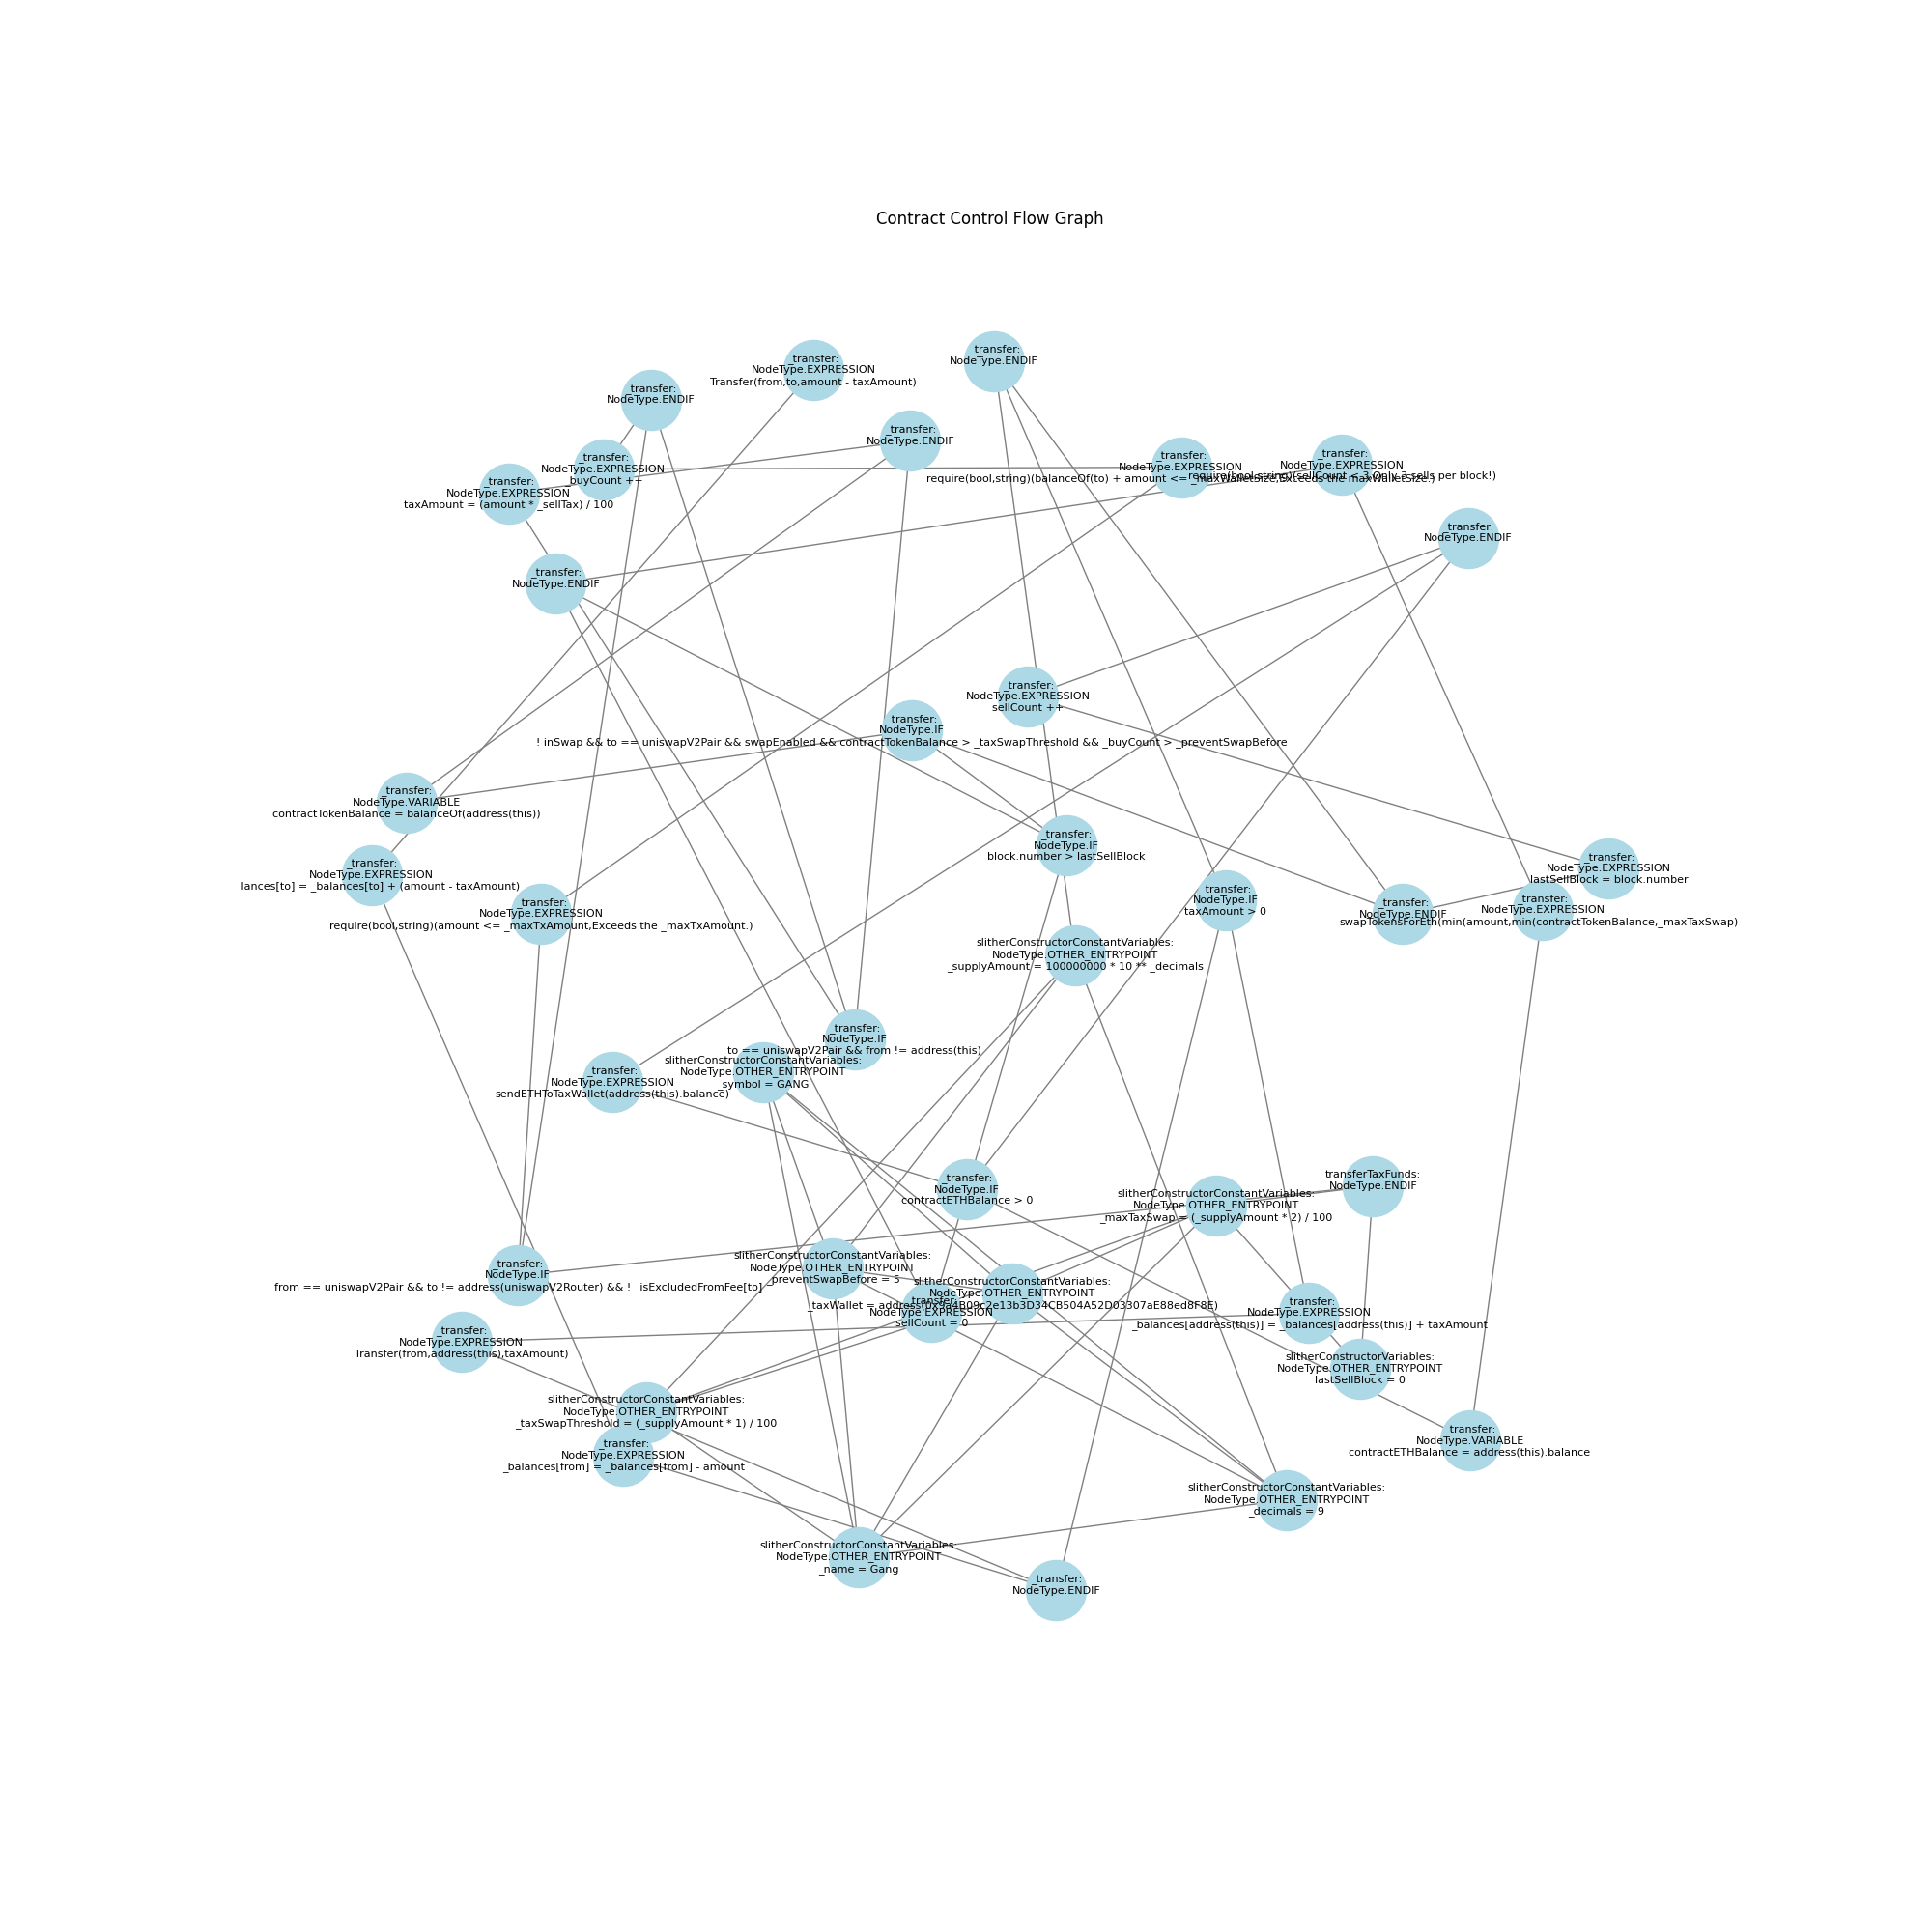 Contract Control Flow Graph
_transfer:
NodeType.ENDIF
_transfer:
NodeType.EXPRESSION
Transfer(from,to,amount - taxAmount)
_transfer:
NodeType.ENDIF
_transfer:
NodeType.ENDIF
_transfer:
NodeType.EXPRESSION
_buyCount ++
_transfer:
NodeType.EXPRESSION
require(bool,string)(balanceOf(to) + amount <= _maxWalletSize,Exceeds the maxWalletSize.)
_transfer:
NodeType.EXPRESSION
require(bool,string)(sellCount < 3,Only 3 sells per block!)
_transfer:
NodeType.EXPRESSION
taxAmount = (amount * _sellTax) / 100
_transfer:
NodeType.ENDIF
_transfer:
NodeType.ENDIF
_transfer:
NodeType.EXPRESSION
sellCount ++
_transfer:
NodeType.IF
! inSwap && to == uniswapV2Pair && swapEnabled && contractTokenBalance > _taxSwapThreshold && _buyCount > _preventSwapBefore
_transfer:
NodeType.VARIABLE
contractTokenBalance = balanceOf(address(this))
_transfer:
NodeType.IF
block.number > lastSellBlock
_transfer:
NodeType.EXPRESSION
lastSellBlock = block.number
_transfer:
NodeType.EXPRESSION
lances[to] = _balances[to] + (amount - taxAmount)
_transfer:
NodeType.IF
taxAmount > 0
_transfer:
NodeType.EXPRESSION
swapTokensForEth(min(amount,min(contractTokenBalance,_maxTaxSwap)
_transfer:
NodeType.EXPRESSION
require(bool,string)(amount <= _maxTxAmount,Exceeds the _maxTxAmount.)
_transfer:
NodeType.ENDIF
slitherConstructorConstantVariables:
NodeType.OTHER_ENTRYPOINT
_supplyAmount = 100000000 * 10 ** _decimals
_transfer:
NodeType.IF
to == uniswapV2Pair && from != address(this)
slitherConstructorConstantVariables:
NodeType.OTHER_ENTRYPOINT
_symbol = GANG
_transfer:
NodeType.EXPRESSION
sendETHToTaxWallet(address(this).balance)
_transfer:
NodeType.IF
contractETHBalance > 0
transferTaxFunds:
NodeType.ENDIF
slitherConstructorConstantVariables:
NodeType.OTHER_ENTRYPOINT
_maxTaxSwap = (_supplyAmount * 2) / 100
slitherConstructorConstantVariables:
NodeType.OTHER_ENTRYPOINT
_preventSwapBefore = 5
_transfer:
NodeType.IF
from == uniswapV2Pair && to != address(uniswapV2Router) && ! _isExcludedFromFee[to]
slitherConstructorConstantVariables:
NodeType.OTHER_ENTRYPOINT
_transfer:
NodeType.EXPRESSION
sellCount = 0
_transfer:
NodeType.EXPRESSION
_balances[address(this)] = _balances[address(this)] + taxAmount
_transfer:
NodeType.EXPRESSION
Transfer(from,address(this),taxAmount)
slitherConstructorVariables:
NodeType.OTHER_ENTRYPOINT
lastSellBlock = 0
slitherConstructorConstantVariables:
NodeType.OTHER_ENTRYPOINT
_taxSwapThreshold = (_supplyAmount * 1) / 100
_transfer:
NodeType.VARIABLE
contractETHBalance = address(this).balance
_transfer:
NodeType.EXPRESSION
_balances[from] = _balances[from] - amount
slitherConstructorConstantVariables:
NodeType.OTHER_ENTRYPOINT
_decimals = 9
slitherConstructorConstantVariables:
NodeType.OTHER_ENTRYPOINT
_name = Gang
_transfer:
NodeType.ENDIF